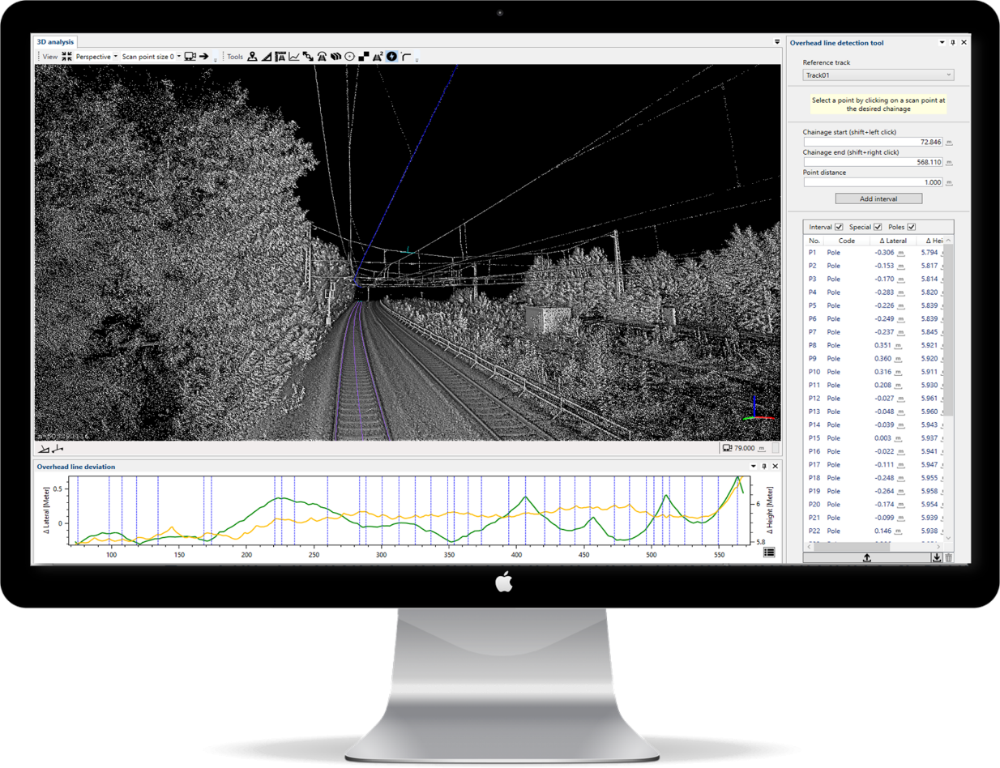 3D analysis
View Perspective Scan point size 0 Tools
79.000 m
Overhead line deviation
Δ Lateral [Meter]
0.5
0
100 150 200 250 300 350 400 450 500 550
6
5.8
Δ Height [Meter]
Overhead line detection tool
Reference track
Track01
Select a point by clicking on a scan point at
the desired chainage
Chainage start (shift+left click)
72.846 m
Chainage end (shift+right click)
568.110 m
Point distance
1.000 m
Add interval
Interval Special Poles
No. Code Δ Lateral Δ Hei
P1 Pole -0.306 m 5.794
P2 Pole -0.153 m 5.817
P3 Pole -0.170 m 5.814
P4 Pole -0.283 m 5.820
P5 Pole -0.226 m 5.839
P6 Pole -0.249 m 5.839
P7 Pole -0.237 m 5.845
P8 Pole 0.351 m 5.921
P9 Pole 0.360 m 5.920
P10 Pole 0.316 m 5.911
P11 Pole 0.208 m 5.930
P12 Pole -0.027 m 5.961
P13 Pole -0.048 m 5.960
P14 Pole -0.039 m 5.943
P15 Pole 0.003 m 5.937
P16 Pole -0.022 m 5.941
P17 Pole -0.111 m 5.947
P18 Pole -0.248 m 5.955
P19 Pole -0.264 m 5.958
P20 Pole -0.174 m 5.954
P21 Pole -0.099 m 5.939
P22 Pole 0.146 m 5.938